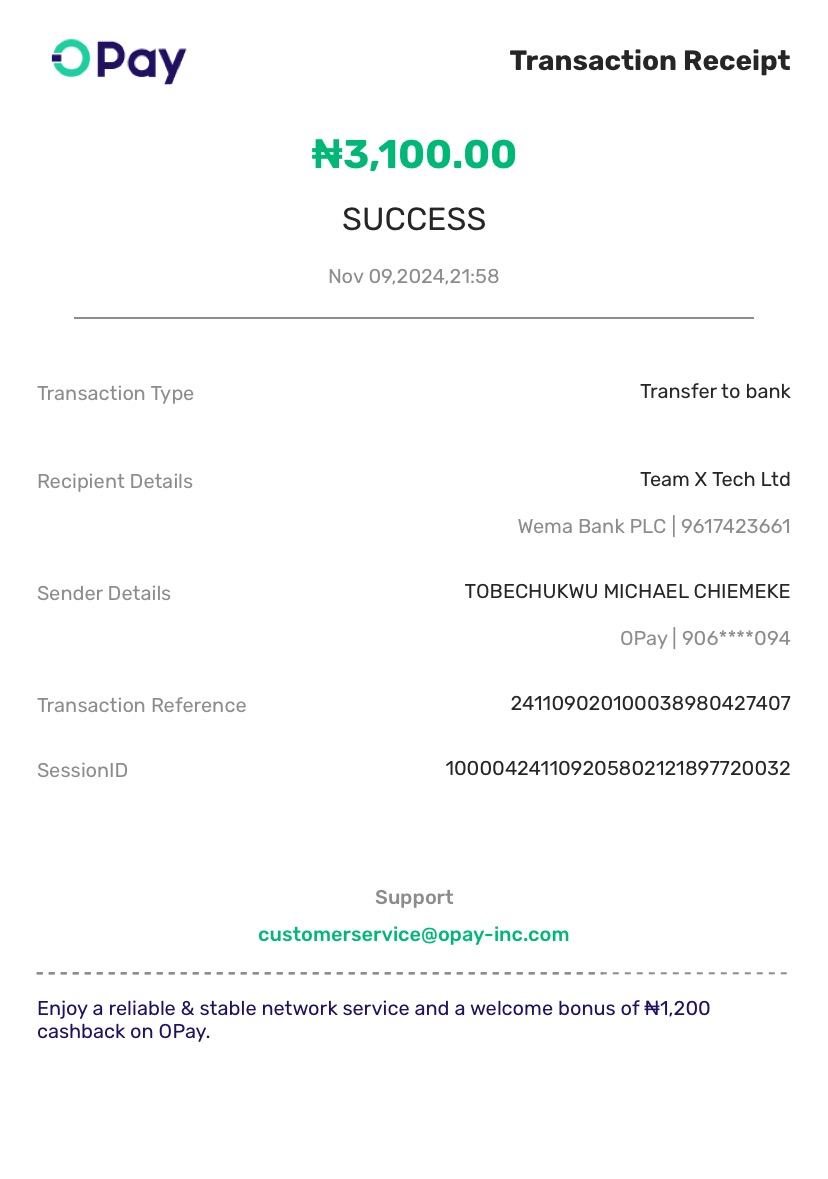 OPay
Transaction Receipt
₦3,100.00
SUCCESS
Nov 09,2024,21:58
Transaction Type
Transfer to bank
Recipient Details
Team X Tech Ltd
Wema Bank PLC | 9617423661
Sender Details
TOBECHUKWU MICHAEL CHIEMEKE
OPay | 906****094
Transaction Reference
241109020100038980427407
SessionID
100004241109205802121897720032
Support
customerservice@opay-inc.com
Enjoy a reliable & stable network service and a welcome bonus of ₦1,200
cashback on OPay.